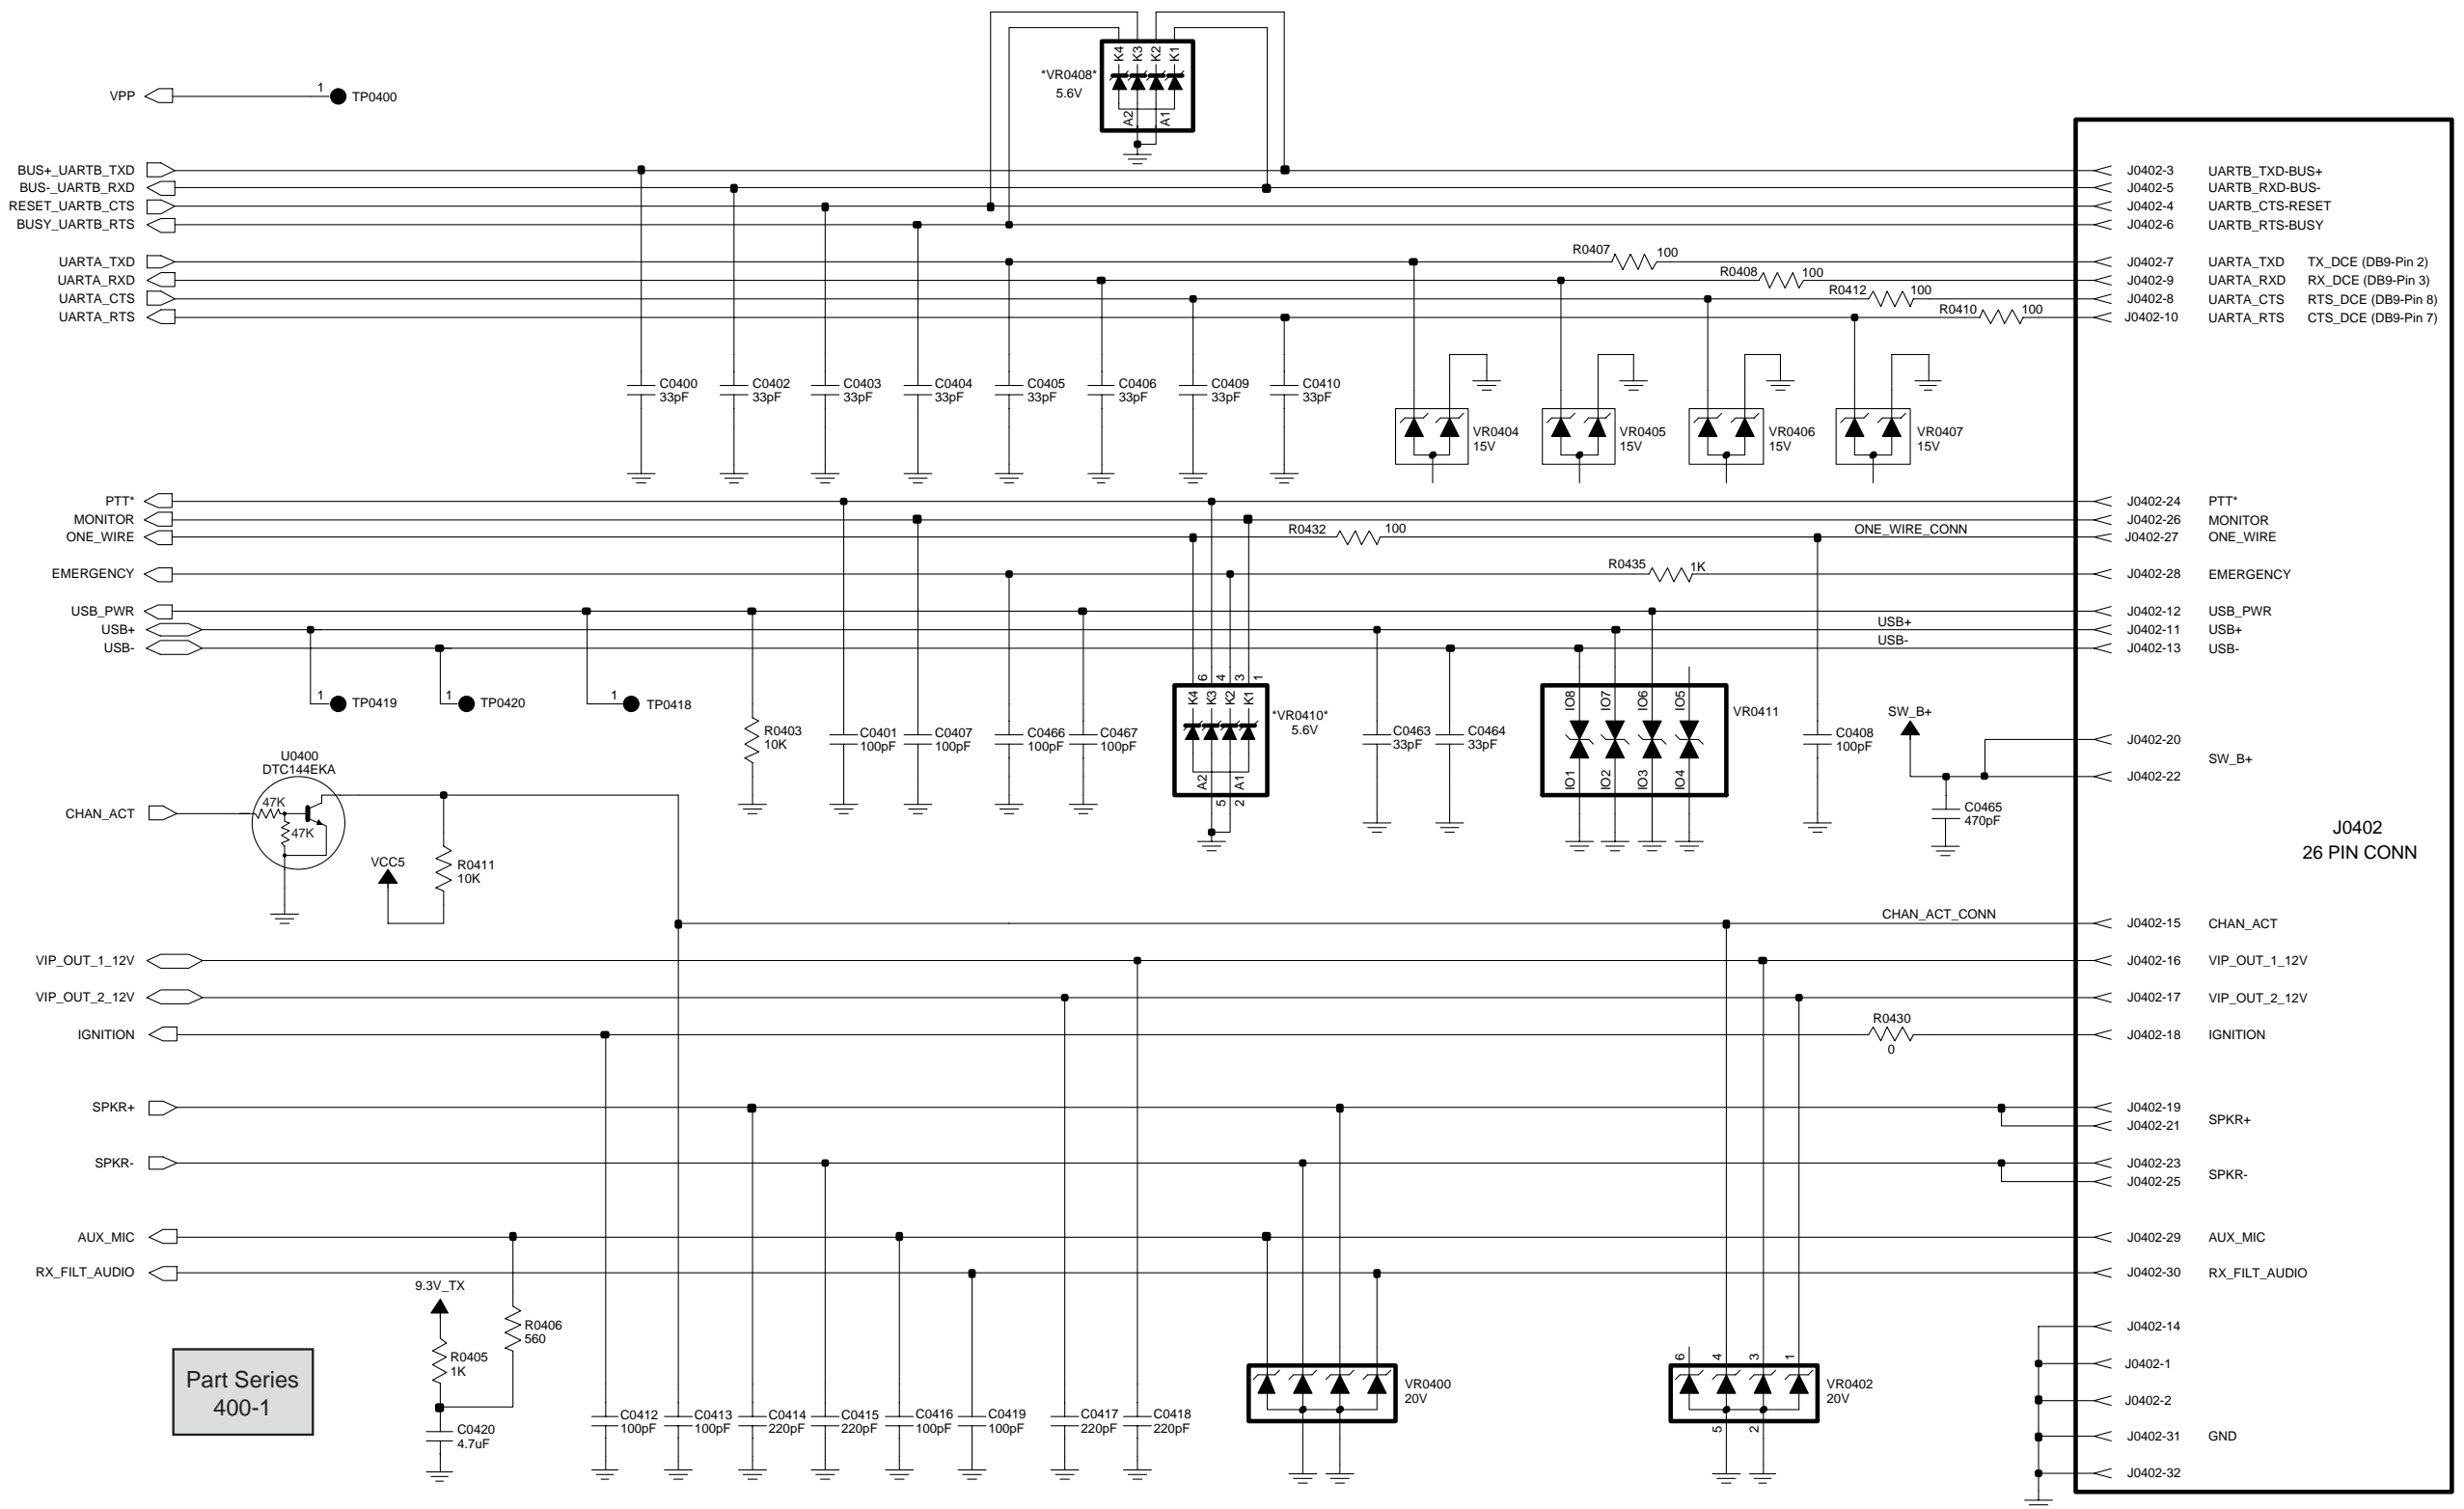 K4 K3 K2 K1
*VR0408*
5.6V
A2 A1
VPP
1 TP0400
BUS+_UARTB_TXD
BUS-_UARTB_RXD
RESET_UARTB_CTS
BUSY_UARTB_RTS
J0402-3 UARTB_TXD-BUS+
J0402-5 UARTB_RXD-BUS-
J0402-4 UARTB_CTS-RESET
J0402-6 UARTB_RTS-BUSY
UARTA_TXD
UARTA_RXD
UARTA_CTS
UARTA_RTS
R0407 100
R0408 100
R0412 100
R0410 100
J0402-7 UARTA_TXD TX_DCE (DB9-Pin 2)
J0402-9 UARTA_RXD RX_DCE (DB9-Pin 3)
J0402-8 UARTA_CTS RTS_DCE (DB9-Pin 8)
J0402-10 UARTA_RTS CTS_DCE (DB9-Pin 7)
C0400
33pF
C0402
33pF
C0403
33pF
C0404
33pF
C0405
33pF
C0406
33pF
C0409
33pF
C0410
33pF
VR0404
15V
VR0405
15V
VR0406
15V
VR0407
15V
PTT*
MONITOR
ONE_WIRE
EMERGENCY
USB_PWR
USB+
USB-
R0432 100
ONE_WIRE_CONN
R0435 1K
USB+
USB-
J0402-24 PTT*
J0402-26 MONITOR
J0402-27 ONE_WIRE
J0402-28 EMERGENCY
J0402-12 USB_PWR
J0402-11 USB+
J0402-13 USB-
1 TP0419
1 TP0420
1 TP0418
R0403
10K
C0401
100pF
C0407
100pF
C0466
100pF
C0467
100pF
6 4 3 1
K4 K3 K2 K1
*VR0410*
5.6V
A2 A1
5 2
C0463
33pF
C0464
33pF
IO8 IO7 IO6 IO5
VR0411
IO1 IO2 IO3 IO4
C0408
100pF
SW_B+
J0402-20
SW_B+
J0402-22
C0465
470pF
U0400
DTC144EKA
47K
47K
CHAN_ACT
VCC5
R0411
10K
J0402
26 PIN CONN
CHAN_ACT_CONN
J0402-15 CHAN_ACT
VIP_OUT_1_12V
J0402-16 VIP_OUT_1_12V
VIP_OUT_2_12V
J0402-17 VIP_OUT_2_12V
IGNITION
R0430
0
J0402-18 IGNITION
SPKR+
J0402-19
SPKR+
J0402-21
SPKR-
J0402-23
SPKR-
J0402-25
AUX_MIC
J0402-29 AUX_MIC
RX_FILT_AUDIO
J0402-30 RX_FILT_AUDIO
9.3V_TX
R0406
560
R0405
1K
C0420
4.7uF
Part Series
400-1
C0412
100pF
C0413
100pF
C0414
220pF
C0415
220pF
C0416
100pF
C0419
100pF
C0417
220pF
C0418
220pF
VR0400
20V
6 4 3 1
VR0402
20V
5 2
J0402-14
J0402-1
J0402-2
J0402-31 GND
J0402-32